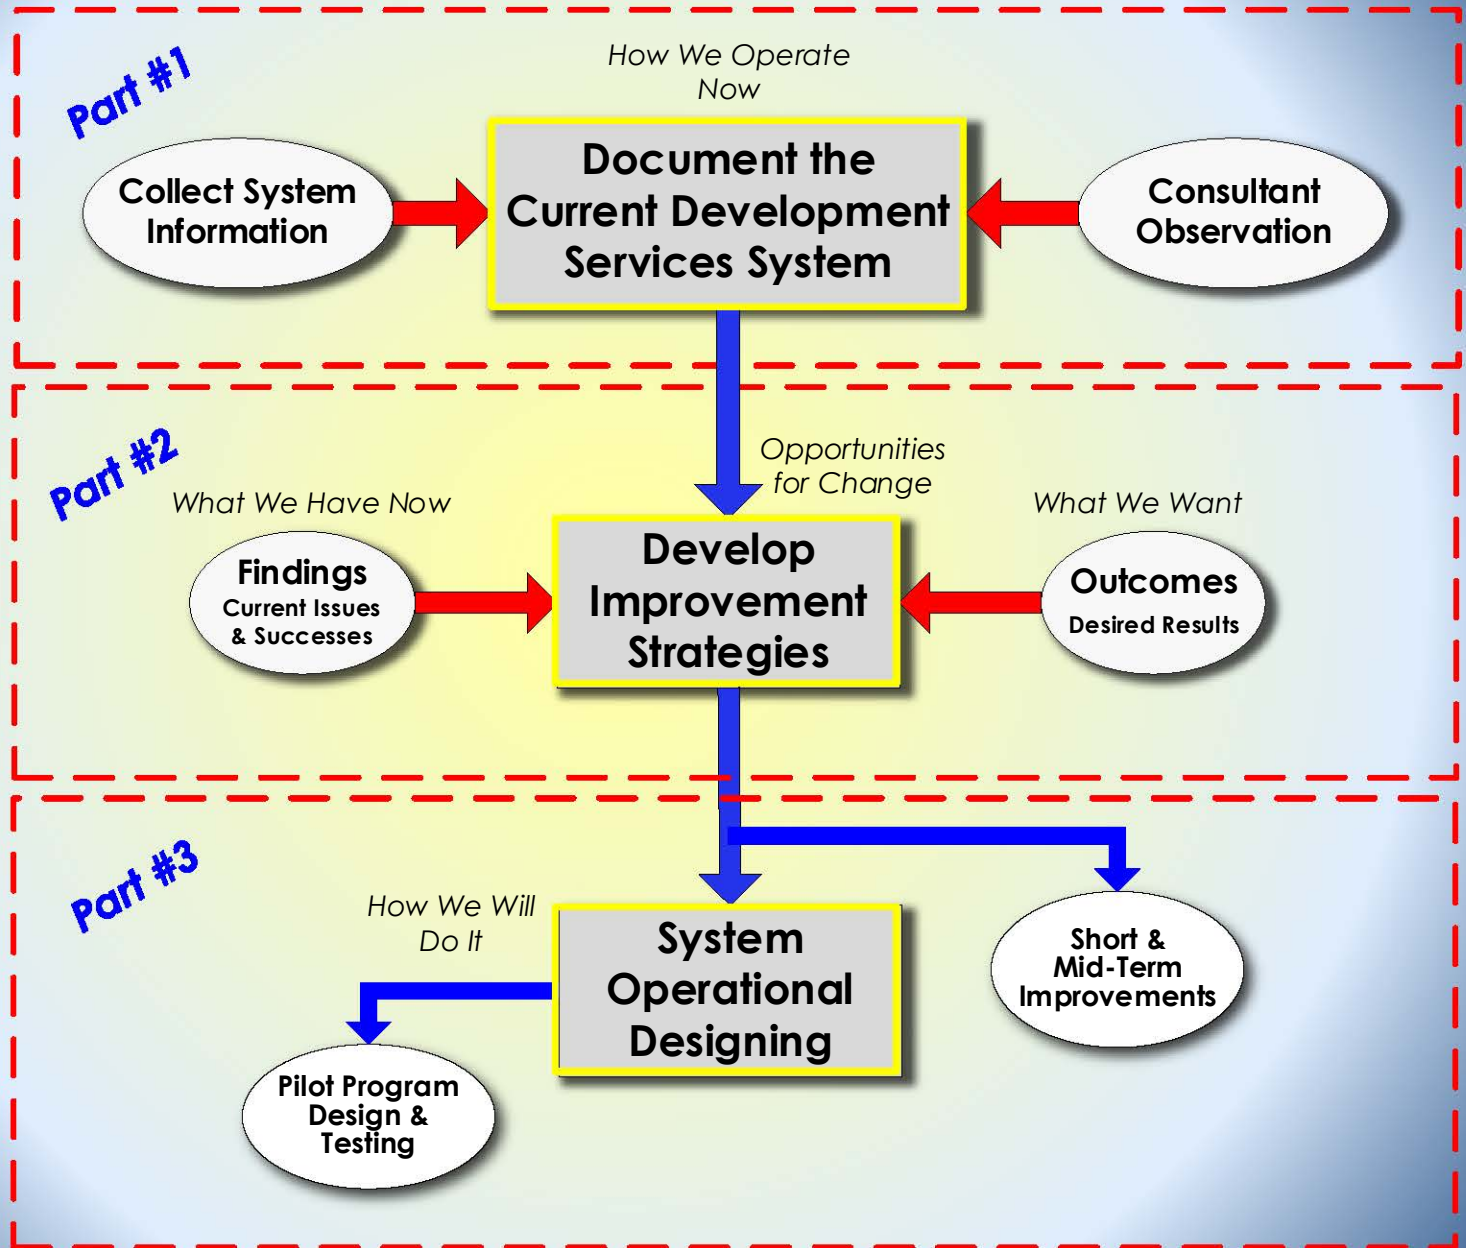 Part #1
How We Operate
Now
Collect System
Information
Document the
Current Development
Services System
Consultant
Observation
Part #2
Opportunities
for Change
What We Have Now
What We Want
Findings
Current Issues
& Successes
Develop
Improvement
Strategies
Outcomes
Desired Results
Part #3
How We Will
Do It
System
Operational
Designing
Short &
Mid-Term
Improvements
Pilot Program
Design &
Testing